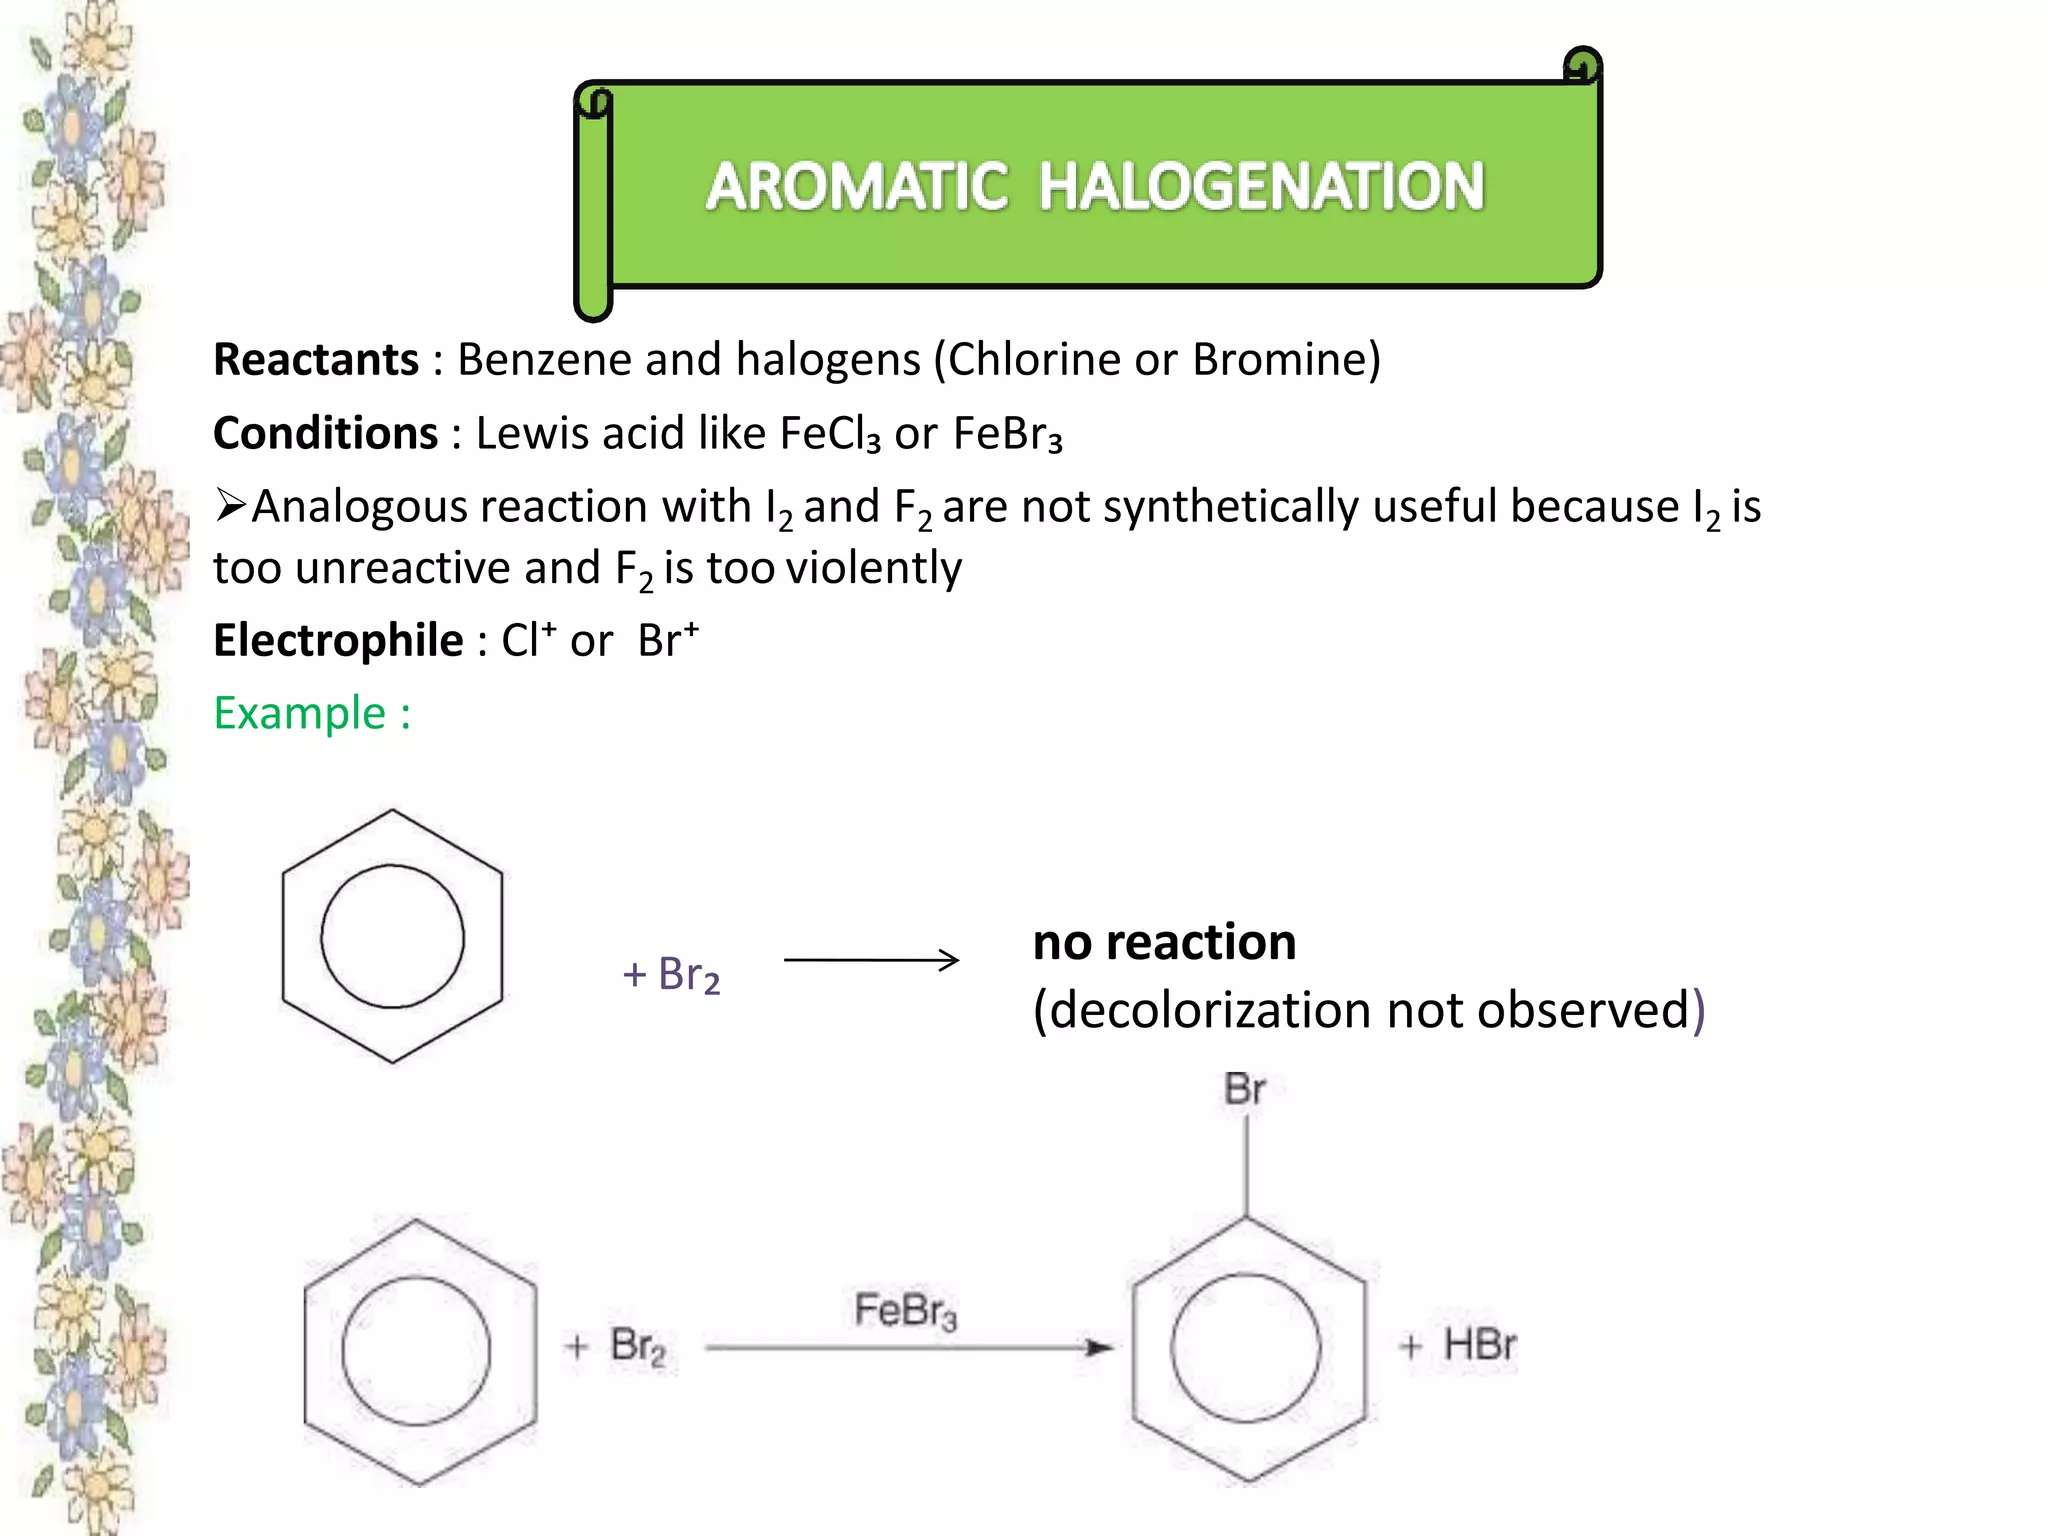 AROMATIC HALOGENATION
Reactants : Benzene and halogens (Chlorine or Bromine)
Conditions : Lewis acid like FeCl₃ or FeBr₃
➢Analogous reaction with I₂ and F₂ are not synthetically useful because I₂ is
too unreactive and F₂ is too violently
Electrophile : Cl⁺ or Br⁺
Example :
+ Br₂
no reaction
(decolorization not observed)
Br
FeBr₃
+ Br₂
+ HBr